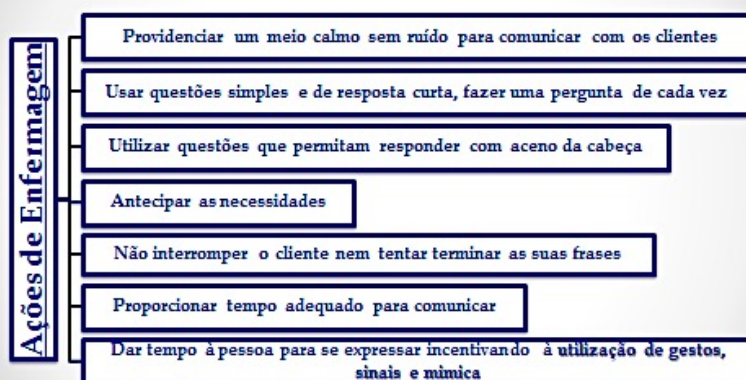 Ações de Enfermagem
Providenciar um meio calmo sem ruído para comunicar com os clientes
Usar questões simples e de resposta curta, fazer uma pergunta de cada vez
Utilizar questões que permitam responder com aceno da cabeça
Antecipar as necessidades
Não interromper o cliente nem tentar terminar as suas frases
Proporcionar tempo adequado para comunicar
Dar tempo à pessoa para se expressar incentivando à utilização de gestos,
sinais e mimica